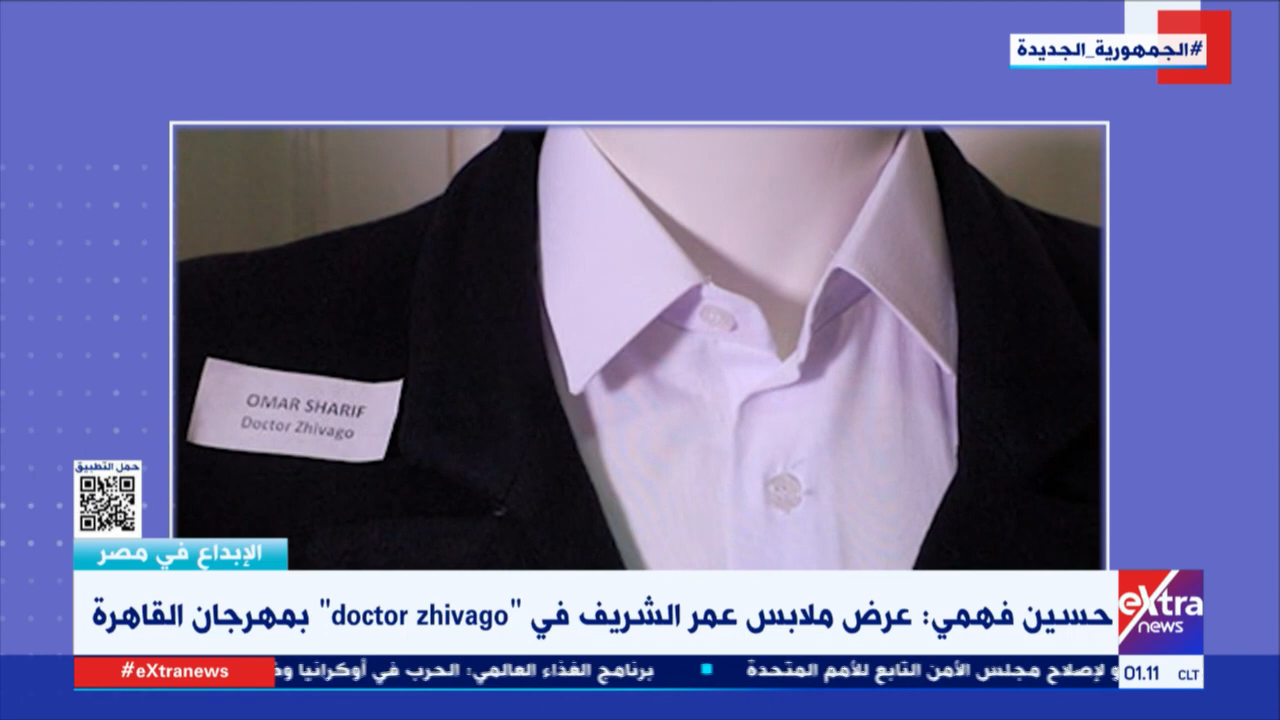 #الجمهورية_الجديدة
OMAR SHARIF
Doctor Zhivago
حمل التطبيق
الإبداع في مصر
حسين فهمي: عرض ملابس عمر الشريف في "doctor zhivago" بمهرجان القاهرة
eXtra
news
لإصلاح مجلس الأمن التابع للأمم المتحدة ■ برنامج الغذاء العالمي: الحرب في أوكرانيا
#eXtranews
01.11 CLT